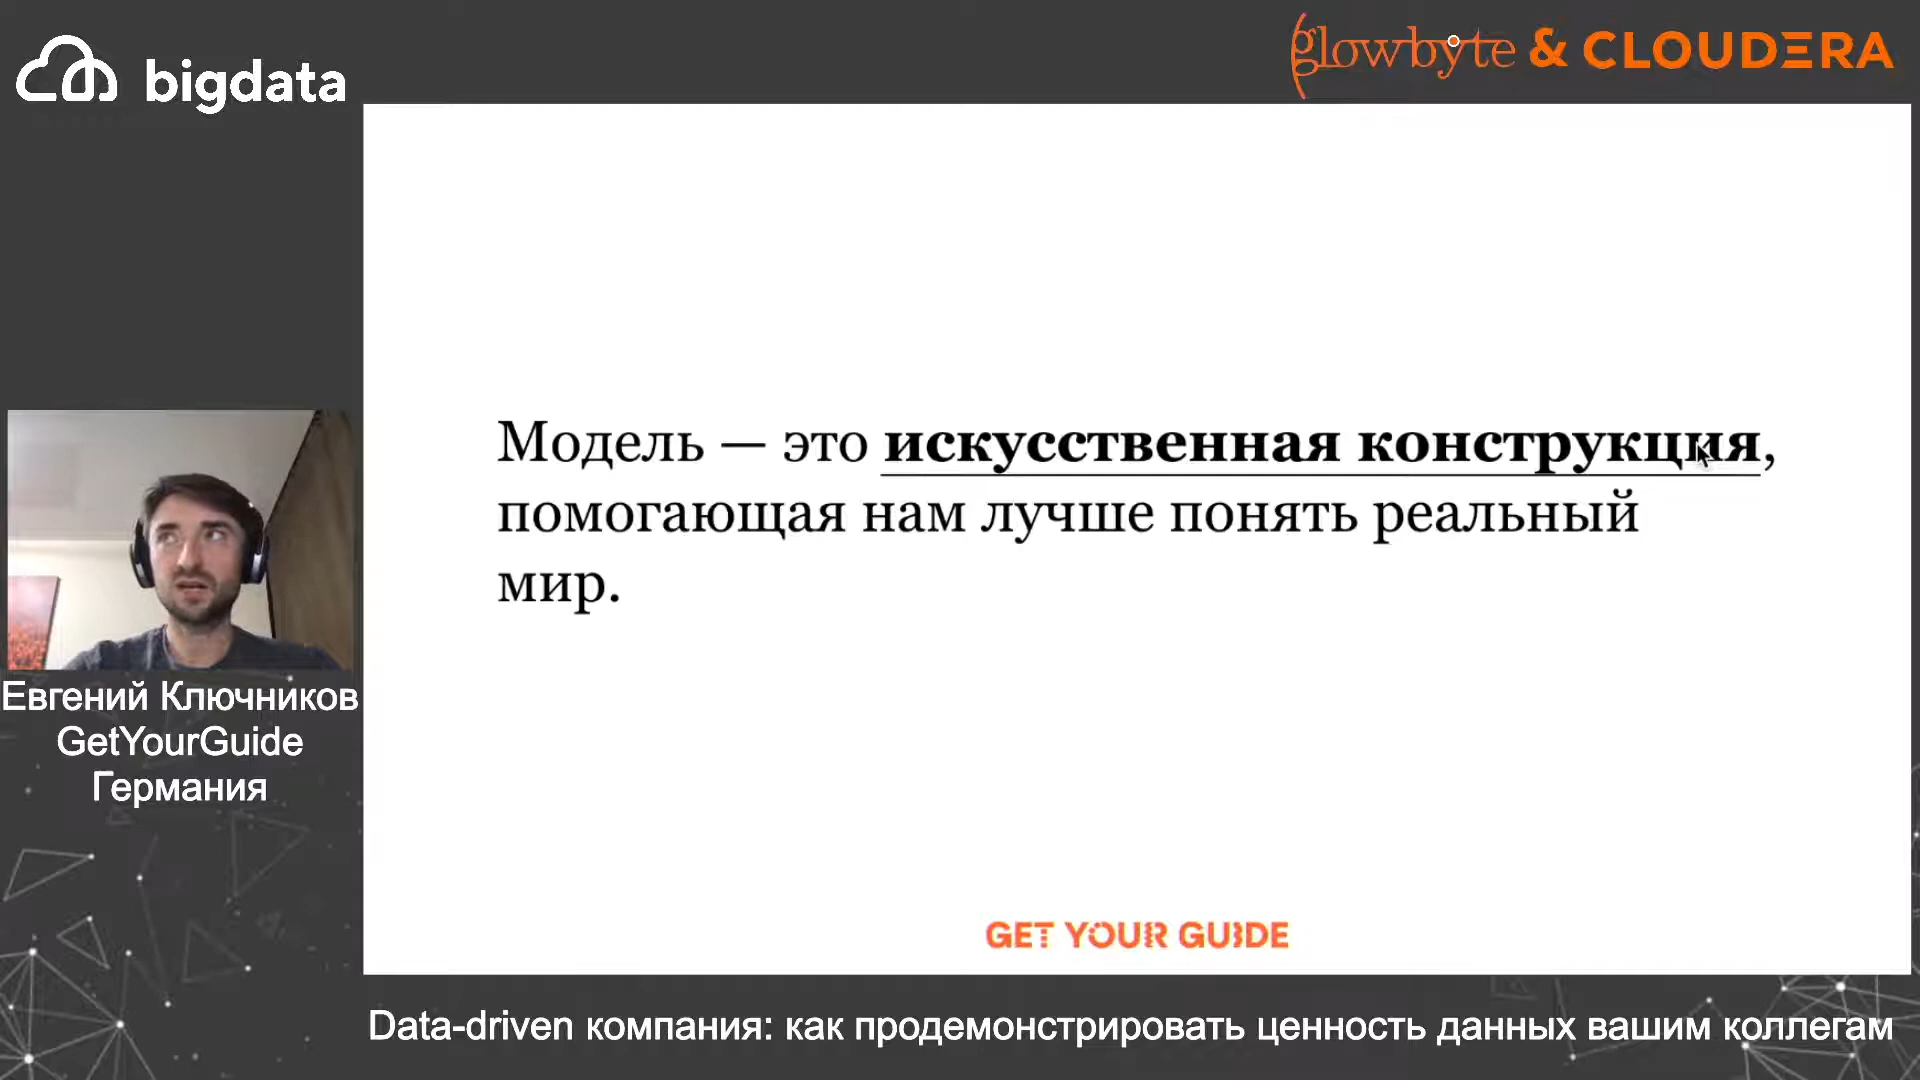 bigdata
glowbyte & CLOUDERA
Модель — это искусственная конструкция,
помогающая нам лучше понять реальный
мир.
Евгений Ключников
GetYourGuide
Германия
GET YOUR GUIDE
Data-driven компания: как продемонстрировать ценность данных вашим коллегам